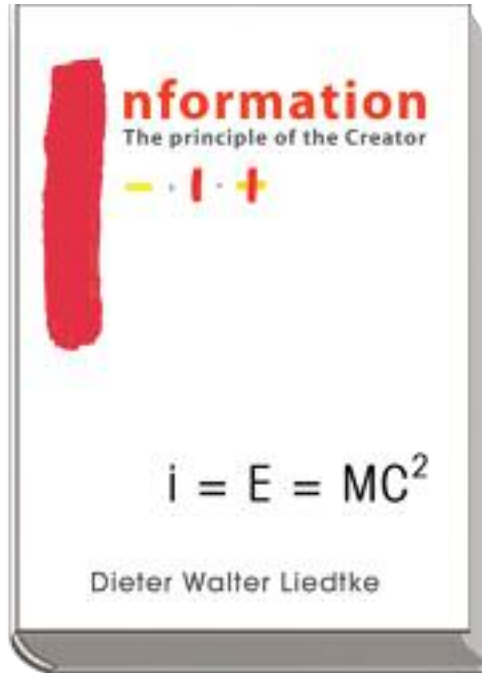 Information
The principle of the Creator
– · I · +
i = E = MC²
Dieter Walter Liedtke